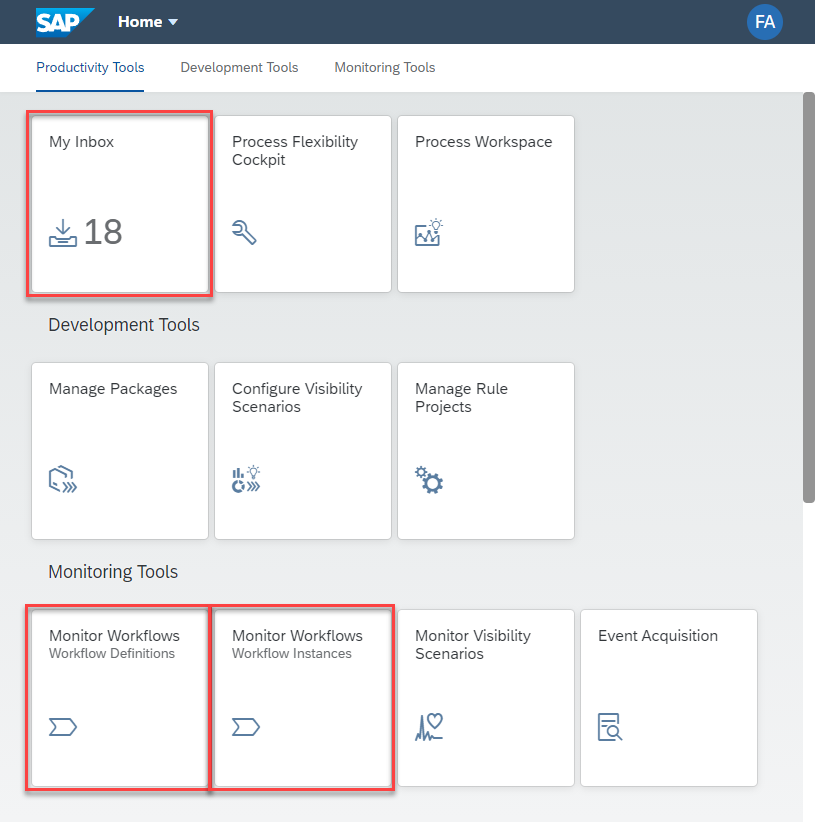 SAP Home FA
Productivity Tools Development Tools Monitoring Tools
My Inbox
18
Process Flexibility
Cockpit
Process Workspace
Development Tools
Manage Packages
Configure Visibility
Scenarios
Manage Rule
Projects
Monitoring Tools
Monitor Workflows
Workflow Definitions
Monitor Workflows
Workflow Instances
Monitor Visibility
Scenarios
Event Acquisition